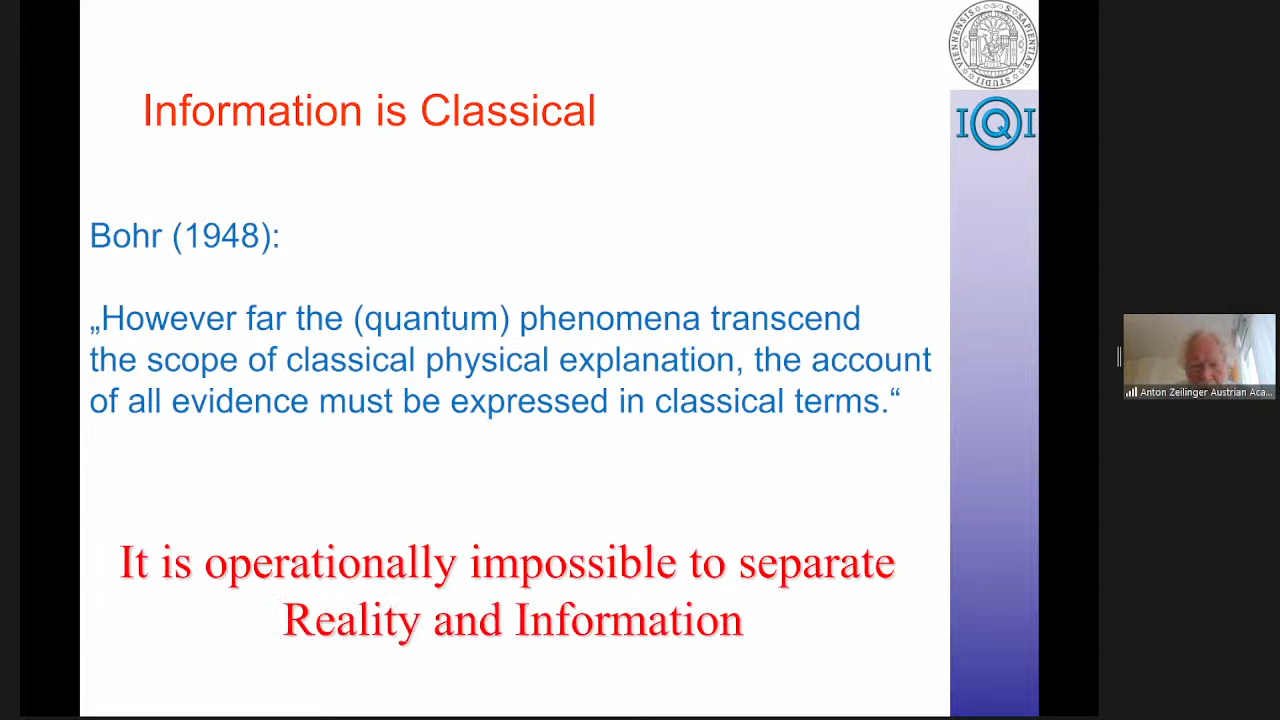 Information is Classical
Bohr (1948):
„However far the (quantum) phenomena transcend
the scope of classical physical explanation, the account
of all evidence must be expressed in classical terms.“
It is operationally impossible to separate
Reality and Information
IQI
Anton Zeilinger Austrian Aca...